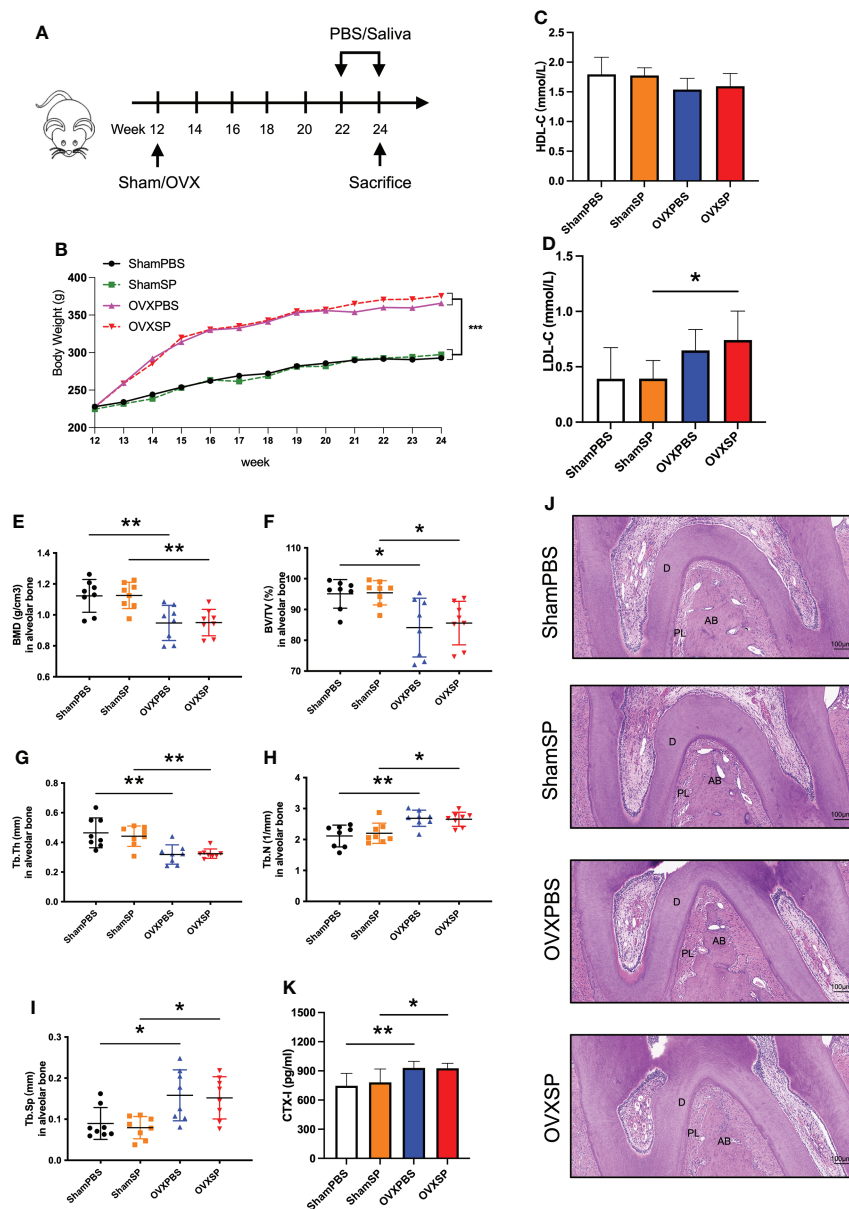 A
PBS/Saliva
Week 12 14 16 18 20 22 24
Sham/OVX
Sacrifice
B
ShamPBS
ShamSP
OVXPBS
OVXSP
Body Weight (g)
400
350
300
250
200
12 13 14 15 16 17 18 19 20 21 22 23 24
week
***
C
HDL-C (mmol/L)
2.5
2.0
1.5
1.0
0.5
0.0
ShamPBS
ShamSP
OVXPBS
OVXSP
D
LDL-C (mmol/L)
1.5
1.0
0.5
0.0
*
ShamPBS
ShamSP
OVXPBS
OVXSP
E
BMD (g/cm3)
in alveolar bone
1.4
1.2
1.0
0.8
0.6
**
**
ShamPBS
ShamSP
OVXPBS
OVXSP
F
BV/TV (%)
in alveolar bone
110
100
90
80
70
*
*
ShamPBS
ShamSP
OVXPBS
OVXSP
G
Tb.Th (mm)
in alveolar bone
0.8
0.6
0.4
0.2
0.0
**
**
ShamPBS
ShamSP
OVXPBS
OVXSP
H
Tb.N (1/mm)
in alveolar bone
4
3
2
1
0
*
**
ShamPBS
ShamSP
OVXPBS
OVXSP
I
Tb.Sp (mm)
in alveolar bone
0.3
0.2
0.1
0.0
*
*
ShamPBS
ShamSP
OVXPBS
OVXSP
K
CTX-I (pg/ml)
1500
1200
900
600
300
0
*
**
ShamPBS
ShamSP
OVXPBS
OVXSP
J
ShamPBS
D
PL
AB
100μm
ShamSP
D
PL
AB
100μm
OVXPBS
D
PL
AB
100μm
OVXSP
D
PL
AB
100μm